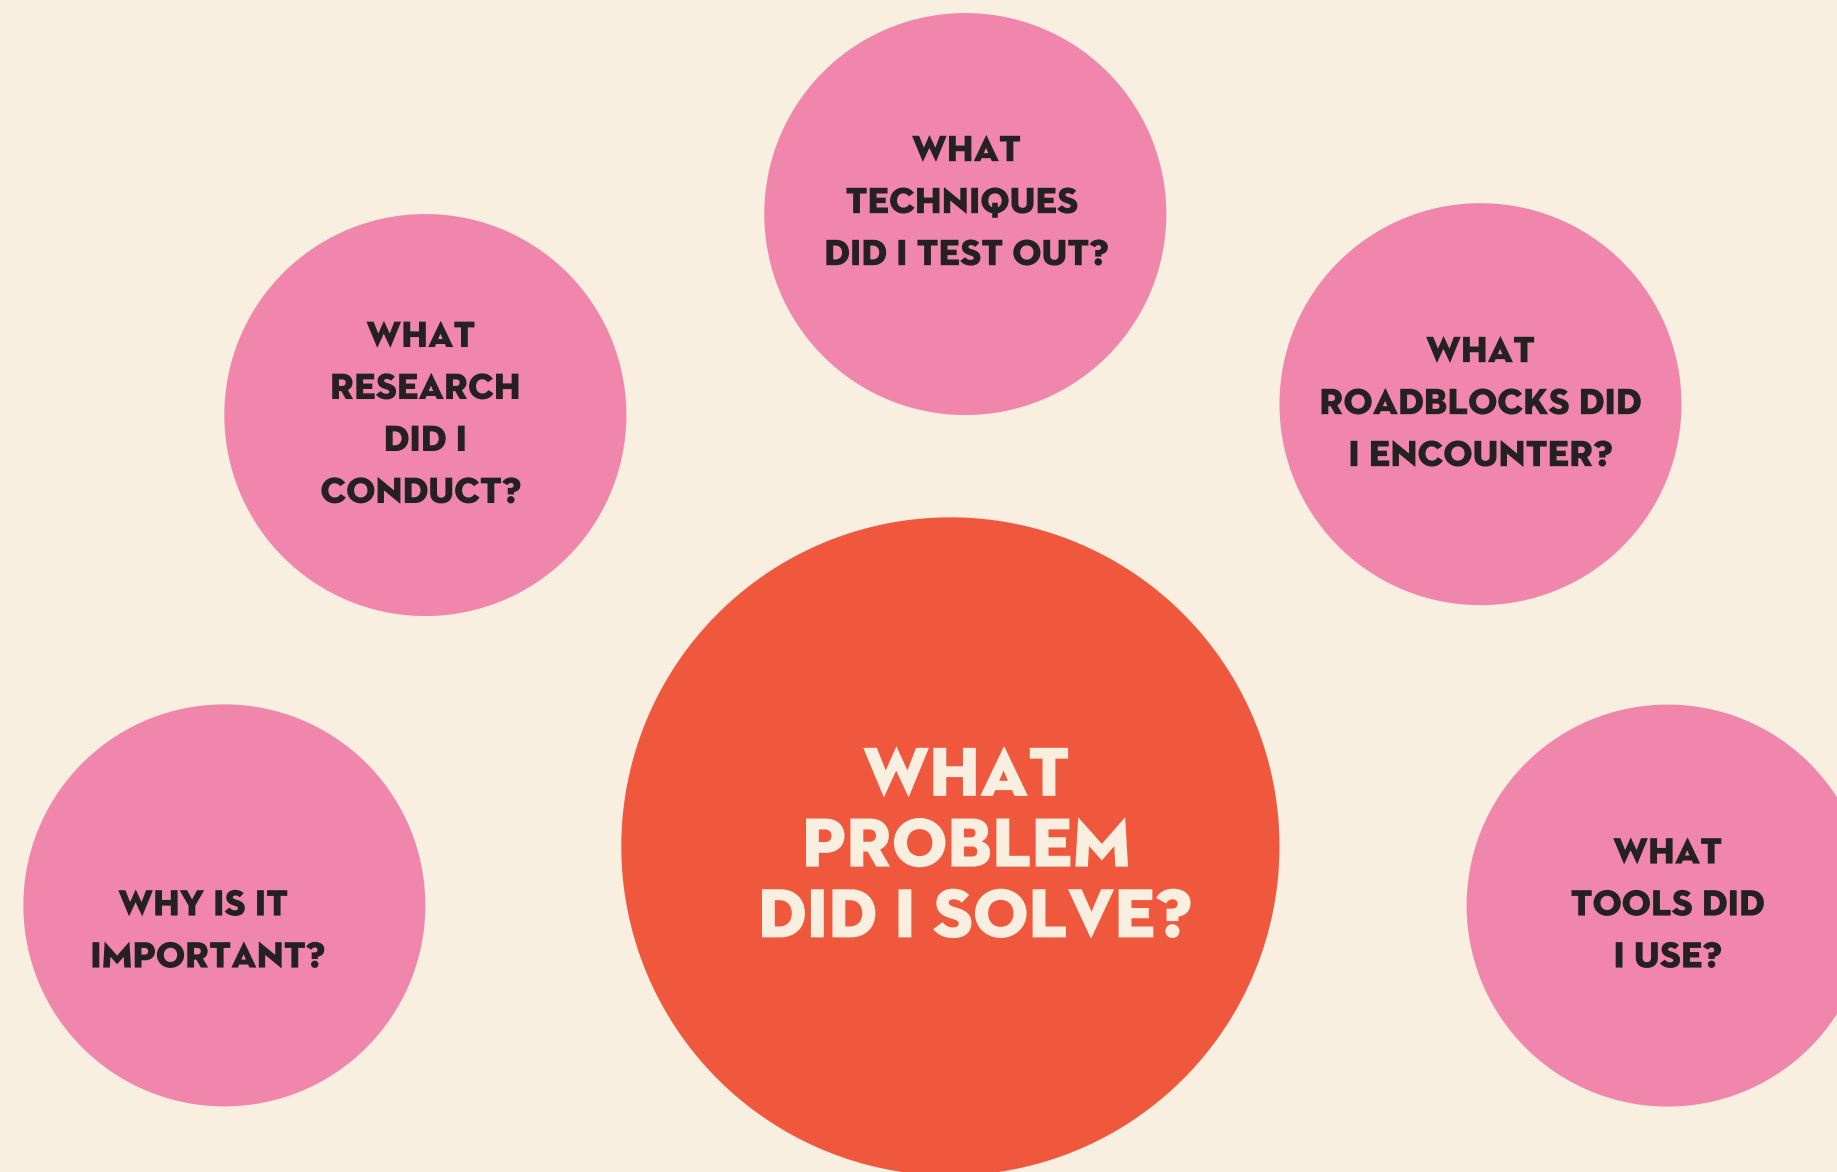 WHAT
TECHNIQUES
DID I TEST OUT?
WHAT
RESEARCH
DID I
CONDUCT?
WHAT
ROADBLOCKS DID
I ENCOUNTER?
WHAT
PROBLEM
DID I SOLVE?
WHY IS IT
IMPORTANT?
WHAT
TOOLS DID
I USE?